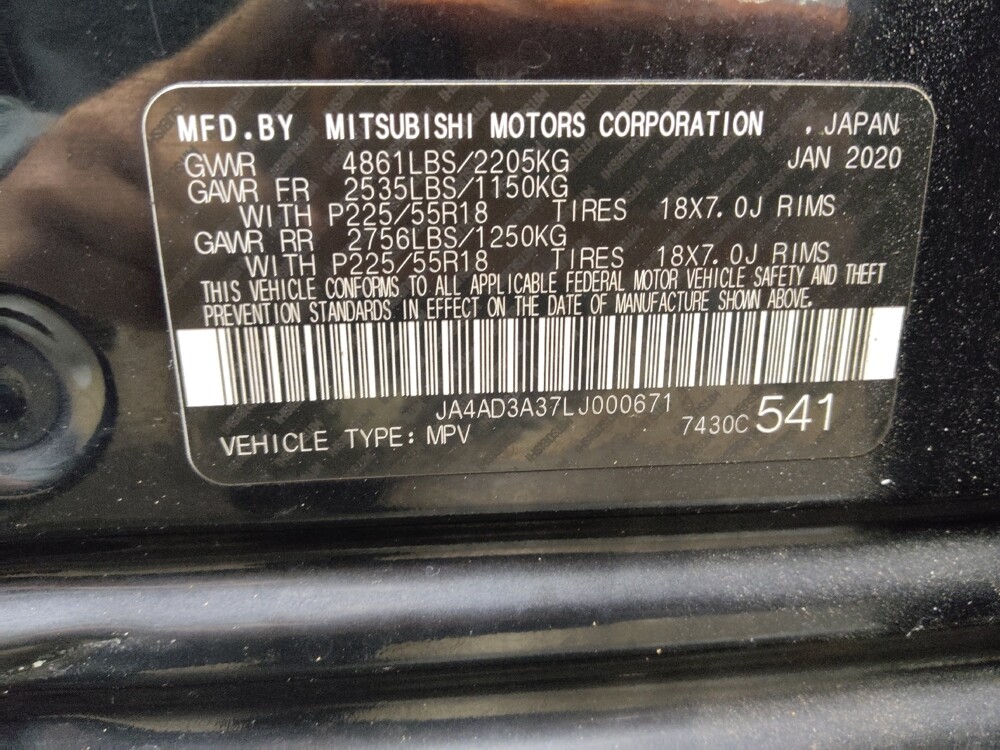 MFD.BY MITSUBISHI MOTORS CORPORATION , JAPAN
GVWR 4861LBS/2205KG JAN 2020
GAWR FR 2535LBS/1150KG
WITH P225/55R18 TIRES 18X7.0J RIMS
GAWR RR 2756LBS/1250KG
WITH P225/55R18 TIRES 18X7.0J RIMS
THIS VEHICLE CONFORMS TO ALL APPLICABLE FEDERAL MOTOR VEHICLE SAFETY AND THEFT
PREVENTION STANDARDS IN EFFECT ON THE DATE OF MANUFACTURE SHOWN ABOVE.
JA4AD3A37LJ000671
VEHICLE TYPE: MPV 7430C 541